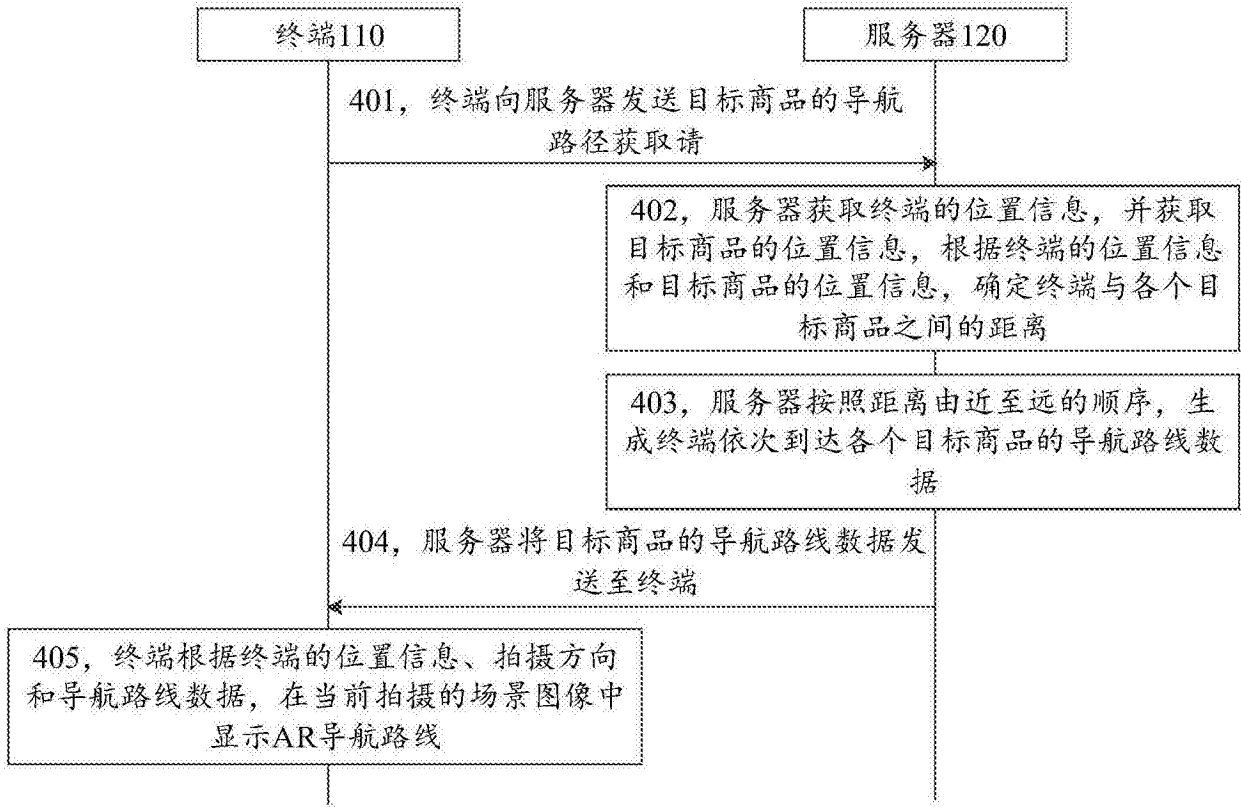 终端110
服务器120
401，终端向服务器发送目标商品的导航
路径获取请
402，服务器获取终端的位置信息，并获取
目标商品的位置信息，根据终端的位置信息
和目标商品的位置信息，确定终端与各个目
标商品之间的距离
403，服务器按照距离由近至远的顺序，生
成终端依次到达各个目标商品的导航路线数
据
404，服务器将目标商品的导航路线数据发
送至终端
405，终端根据终端的位置信息、拍摄方向
和导航路线数据，在当前拍摄的场景图像中
显示AR导航路线